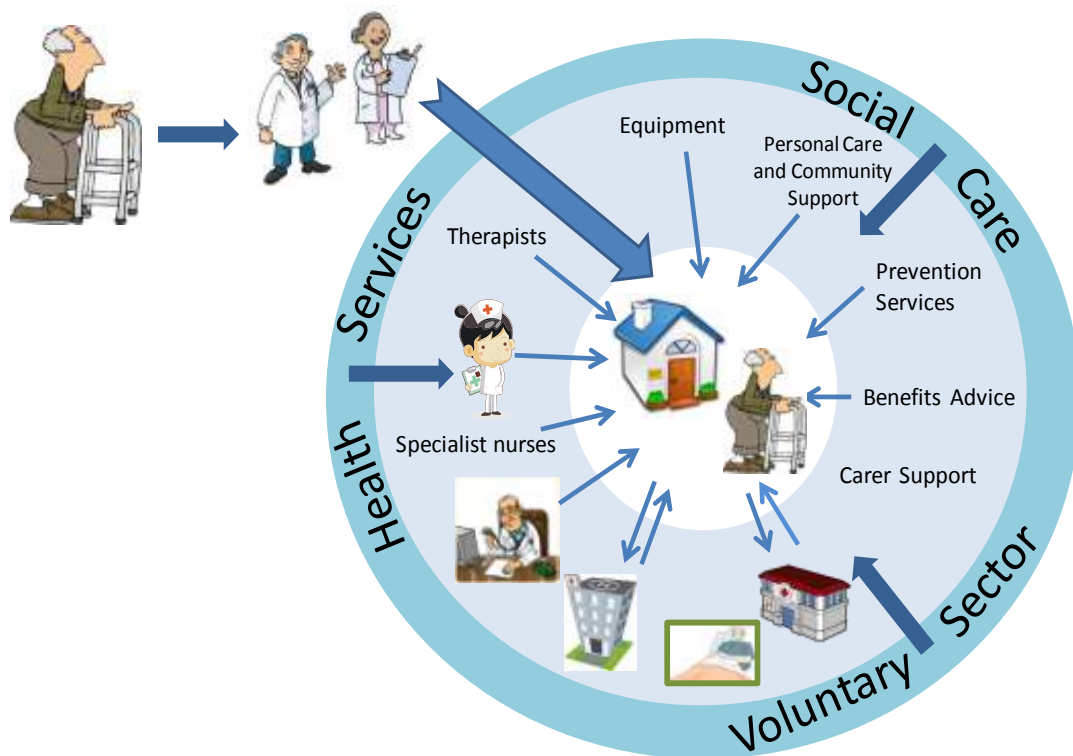 Social
Care
Equipment
Personal Care
and Community
Support
Services
Therapists
Prevention
Services
Benefits Advice
Health
Specialist nurses
Carer Support
Sector
Voluntary